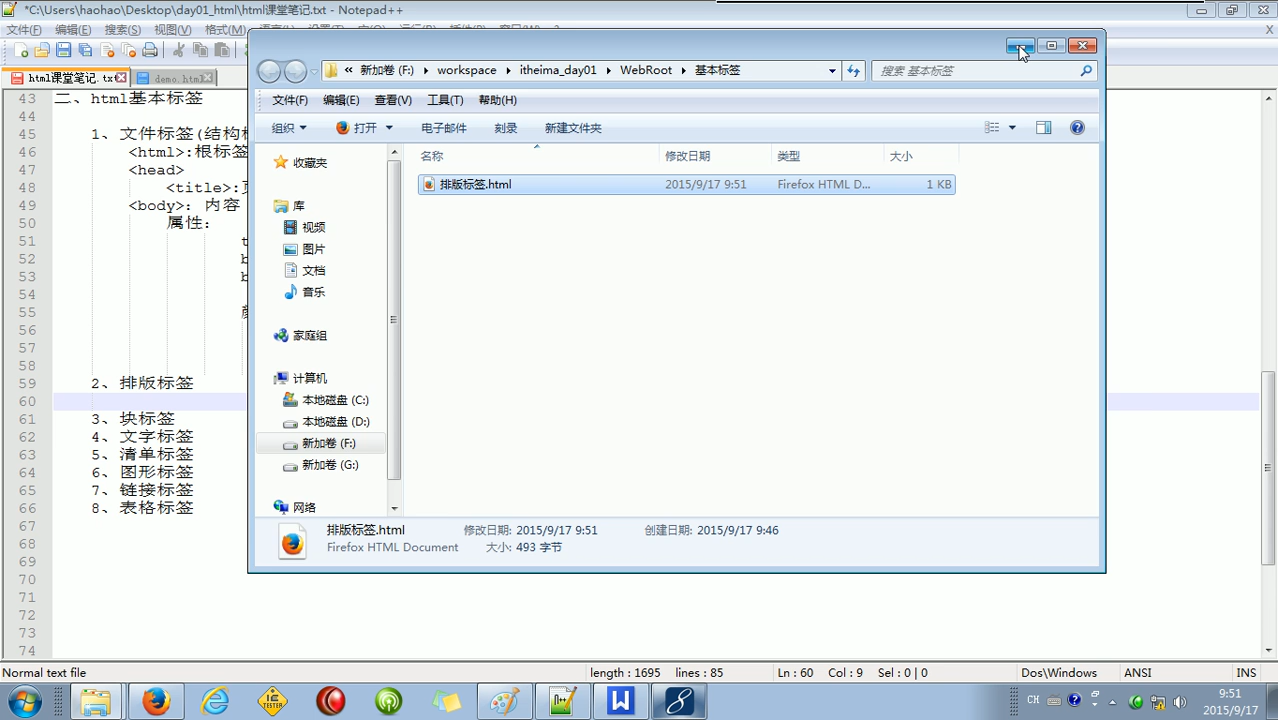 *C:\Users\haohao\Desktop\day01_html\html课堂笔记.txt - Notepad++
文件(F) 编辑(E) 搜索(S) 视图(V) 格式(M)
html课堂笔记.txt demo.html
新加卷 (F:) workspace itheima_day01 WebRoot 基本标签
搜索 基本标签
文件(F) 编辑(E) 查看(V) 工具(T) 帮助(H)
组织 打开 电子邮件 刻录 新建文件夹
名称 修改日期 类型 大小
排版标签.html 2015/9/17 9:51 Firefox HTML D... 1 KB
收藏夹
库
视频
图片
文档
音乐
家庭组
计算机
本地磁盘 (C:)
本地磁盘 (D:)
新加卷 (F:)
新加卷 (G:)
网络
排版标签.html 修改日期: 2015/9/17 9:51 创建日期: 2015/9/17 9:46
Firefox HTML Document 大小: 493 字节
43 二、html基本标签
44
45 1、文件标签(结构
46 <html>:根标签
47 <head>
48 <title>:
49 <body>: 内容
50 属性:
51 t
52 b
53 b
54
55
56
57
58
59 2、排版标签
60
61 3、块标签
62 4、文字标签
63 5、清单标签
64 6、图形标签
65 7、链接标签
66 8、表格标签
67
68
69
70
71
72
73
74
Normal text file length : 1695 lines : 85 Ln : 60 Col : 9 Sel : 0 | 0 Dos\Windows ANSI INS
CH 9:51
2015/9/17